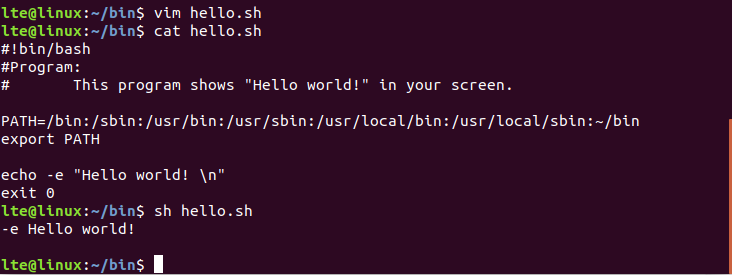 lte@linux:~/bin$ vim hello.sh
lte@linux:~/bin$ cat hello.sh
#!bin/bash
#Program:
#       This program shows "Hello world!" in your screen.
PATH=/bin:/sbin:/usr/bin:/usr/sbin:/usr/local/bin:/usr/local/sbin:~/bin
export PATH
echo -e "Hello world! \n"
exit 0
lte@linux:~/bin$ sh hello.sh
-e Hello world!
lte@linux:~/bin$